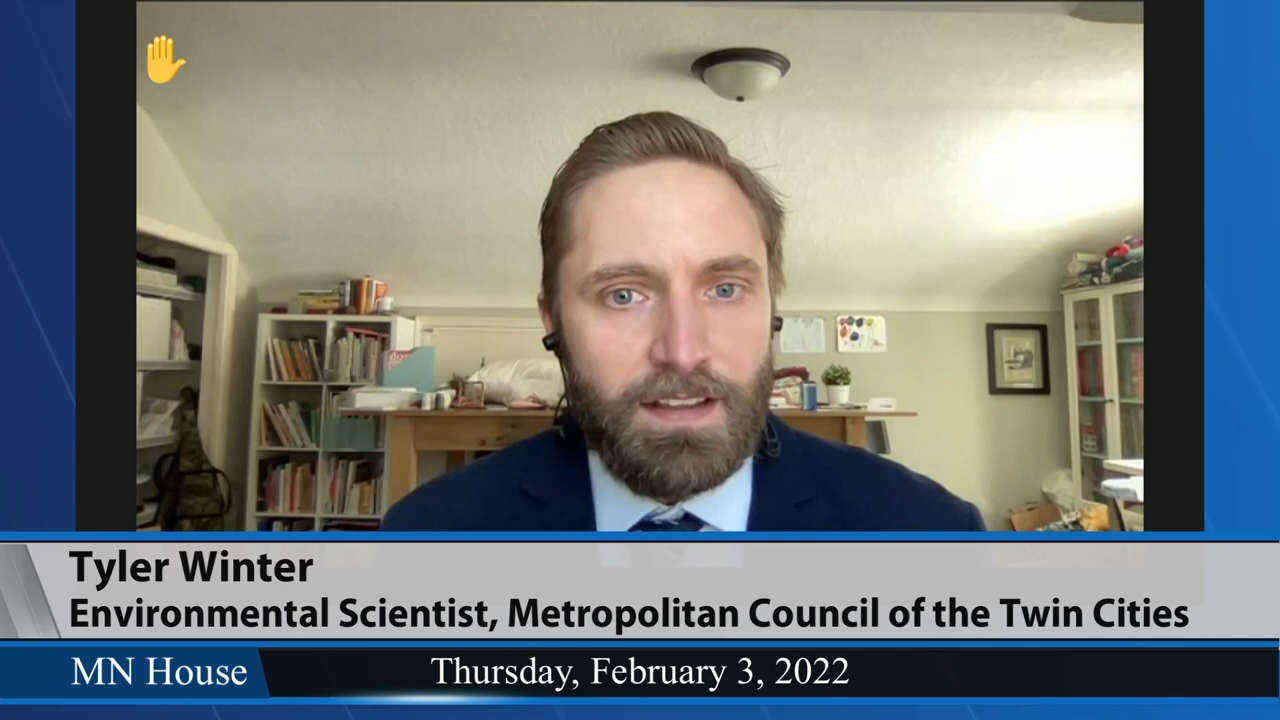 Tyler Winter
Environmental Scientist, Metropolitan Council of the Twin Cities
MN House
Thursday, February 3, 2022